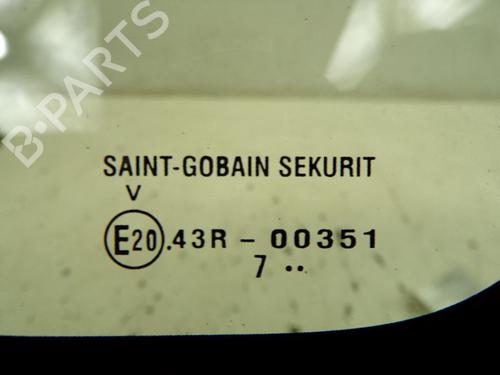 B-PARTS
SAINT-GOBAIN SEKURIT
V
E20.43R-00351
7 ••